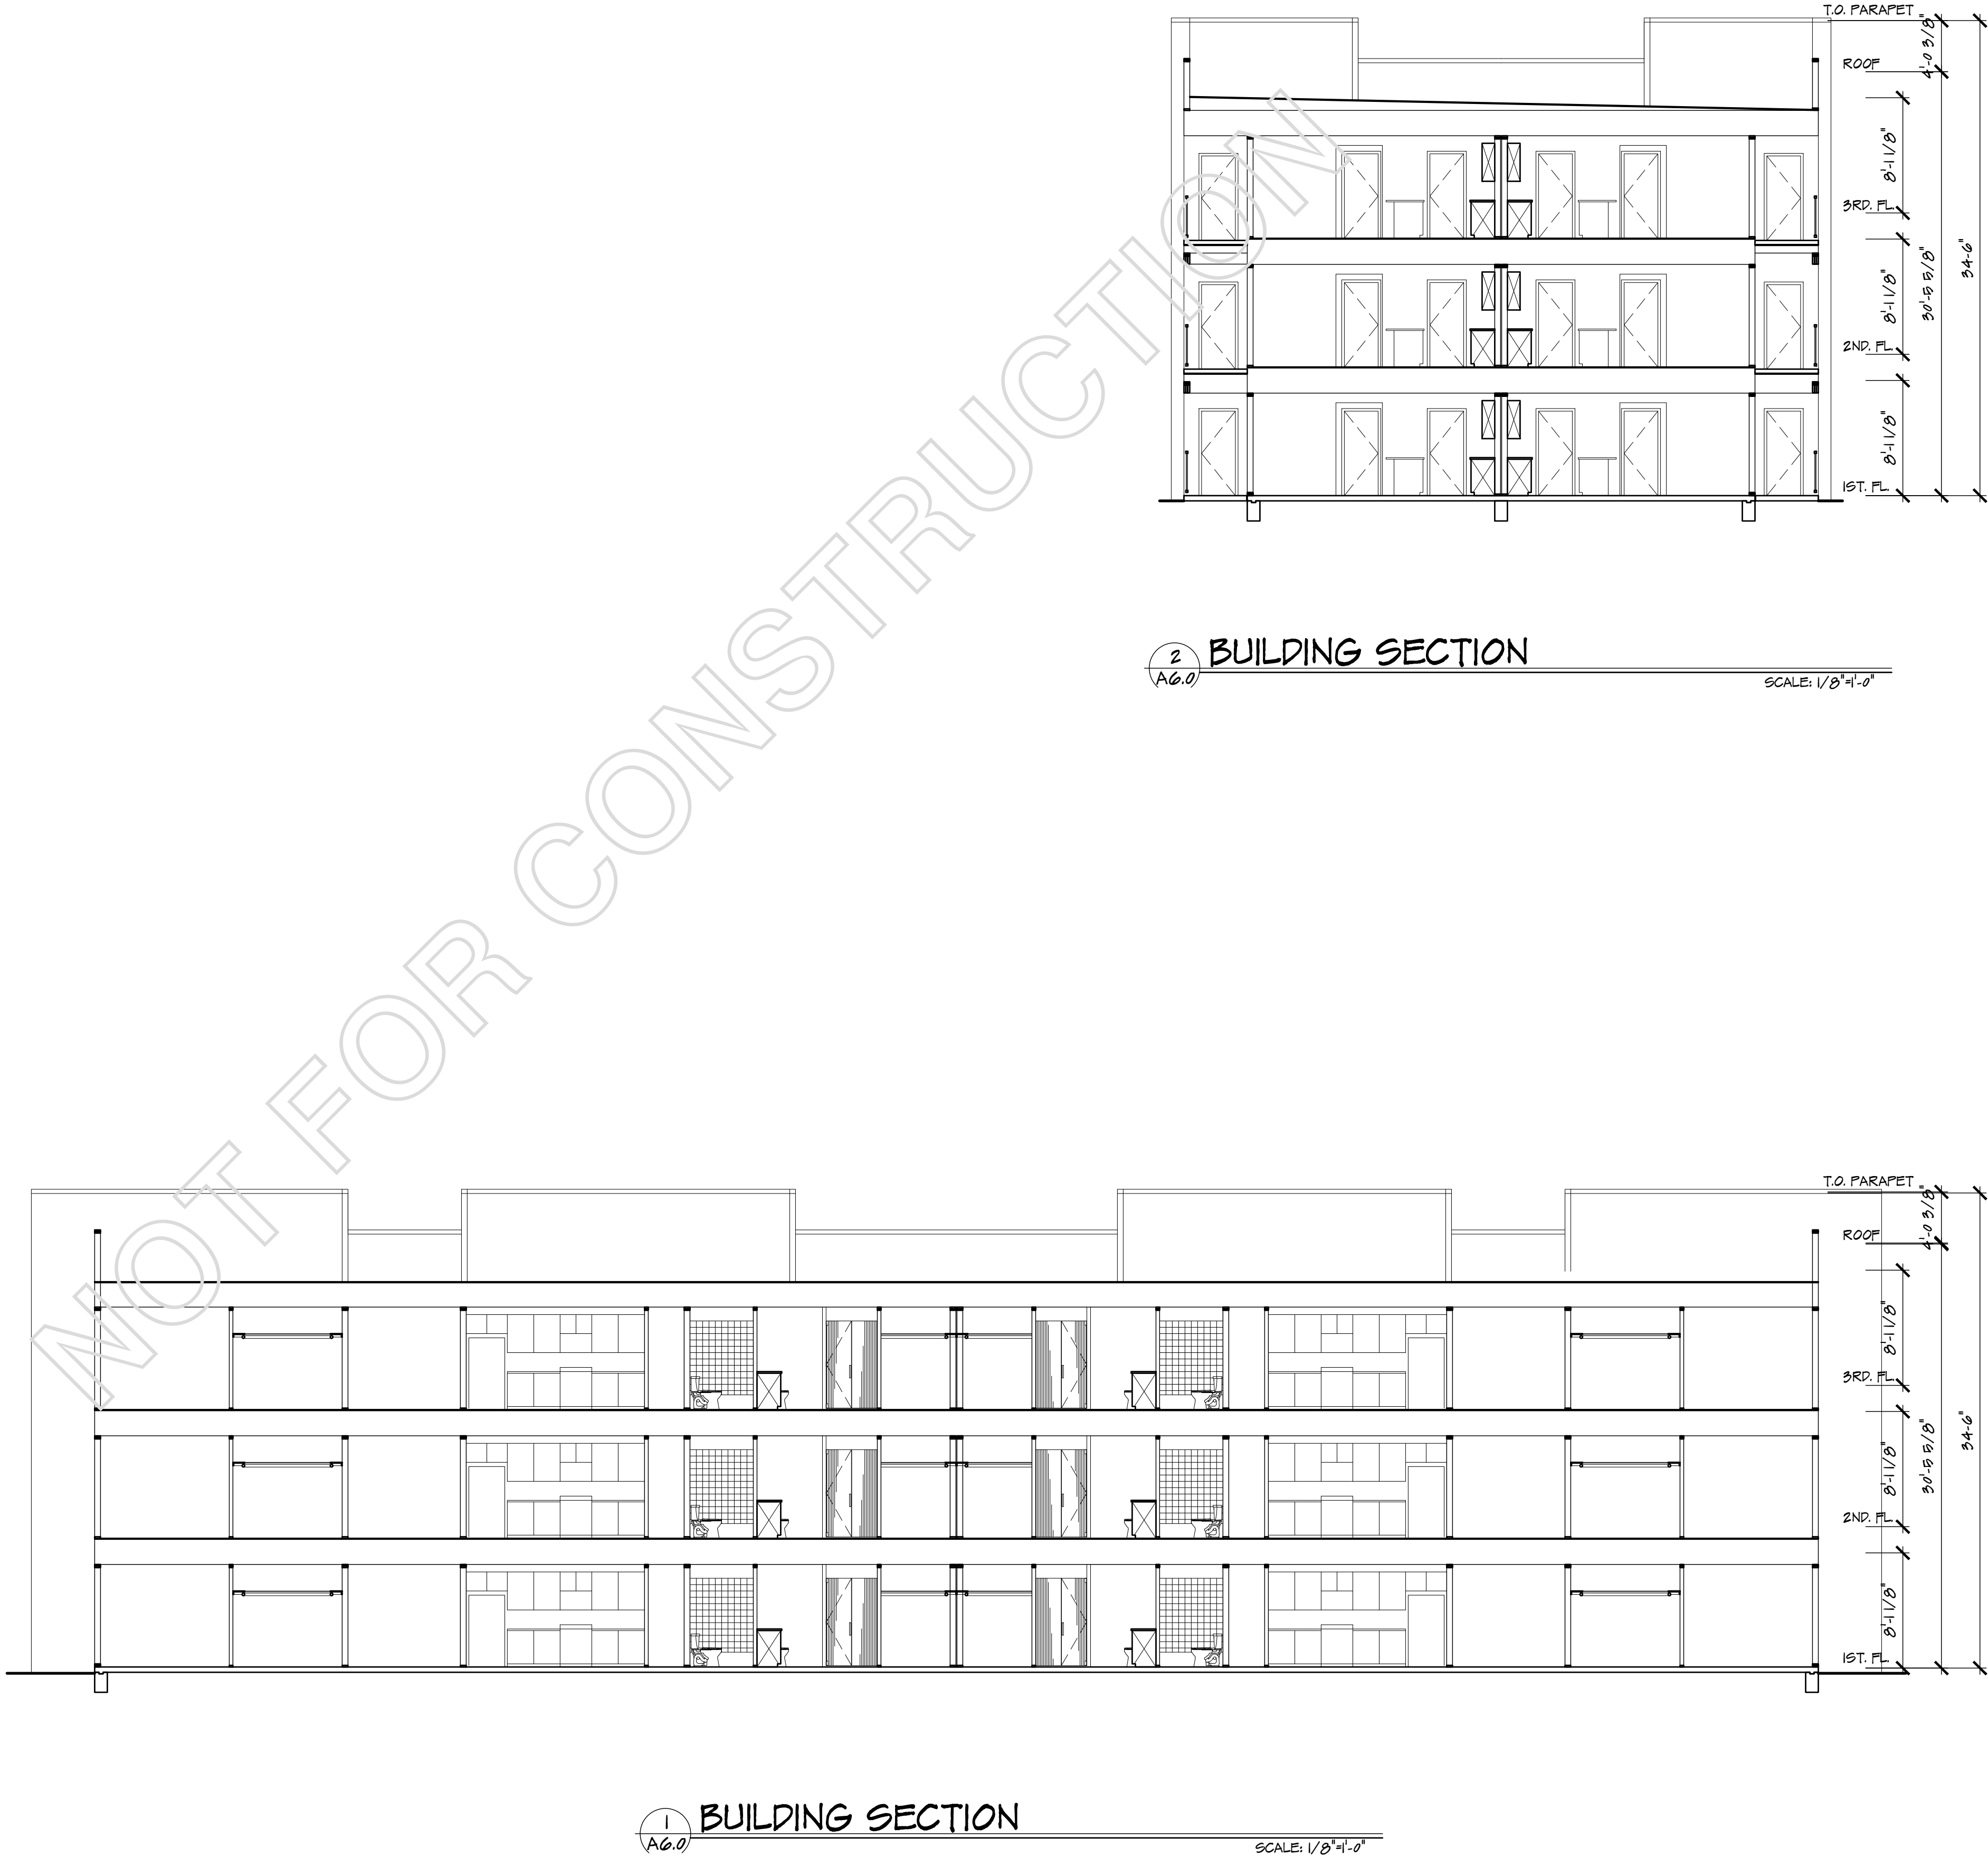 T.O. PARAPET
4'-0 3/8"
ROOF
8'-1 1/8"
3RD. FL.
8'-1 1/8"
30'-5 5/8"
34'-6"
2ND. FL.
8'-1 1/8"
1ST. FL.
2
A6.0
BUILDING SECTION
SCALE: 1/8"=1'-0"
NOT FOR CONSTRUCTION
T.O. PARAPET
4'-0 3/8"
ROOF
8'-1 1/8"
3RD. FL.
8'-1 1/8"
30'-5 5/8"
34'-6"
2ND. FL.
8'-1 1/8"
1ST. FL.
1
A6.0
BUILDING SECTION
SCALE: 1/8"=1'-0"